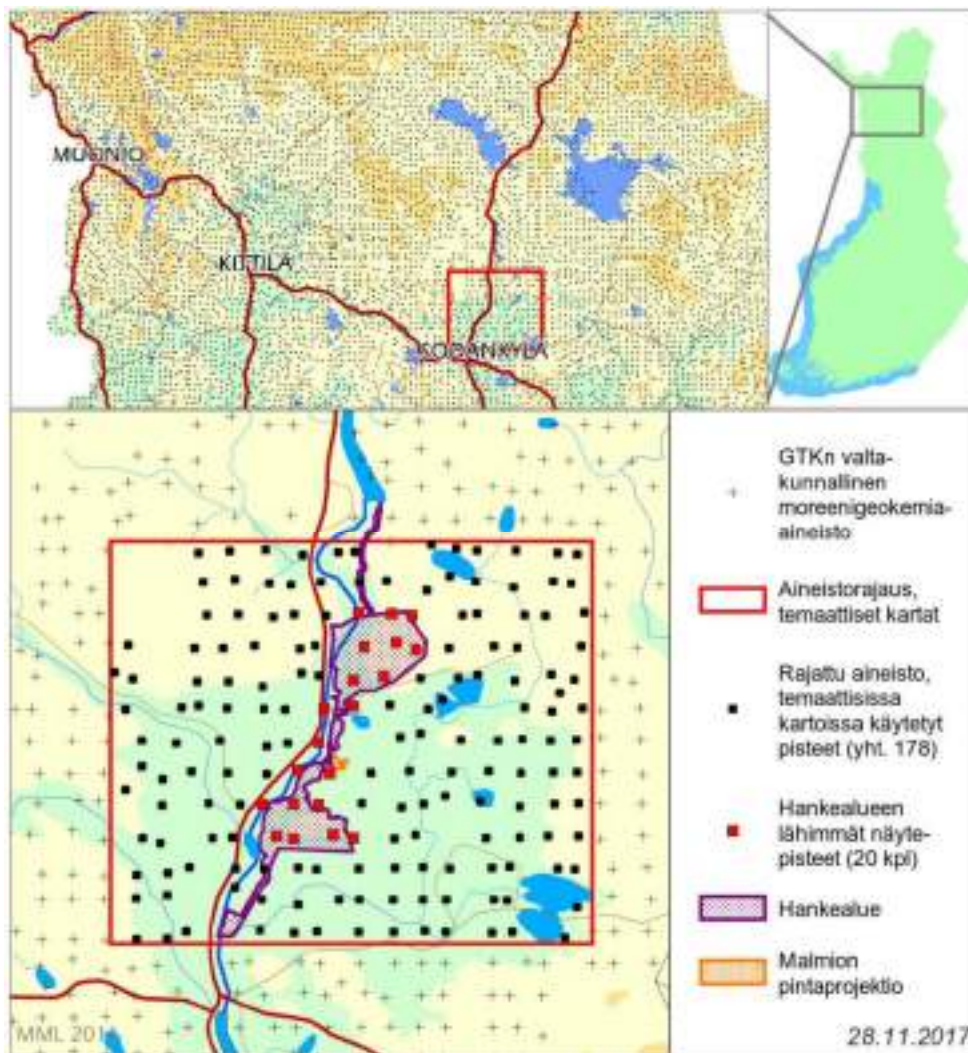 MUONIO
KITTILÄ
SODANKYLÄ
GTKn valta-
kunnallinen
moreenigeokemia-
aineisto
Aineistorajaus,
temaattiset kartat
Rajattu aineisto,
temaattisissa
kartoissa käytetyt
pisteet (yht. 178)
Hankealueen
lähimmät näyte-
pisteet (20 kpl)
Hankealue
Malmion
pintaprojektio
MML
28.11.2017